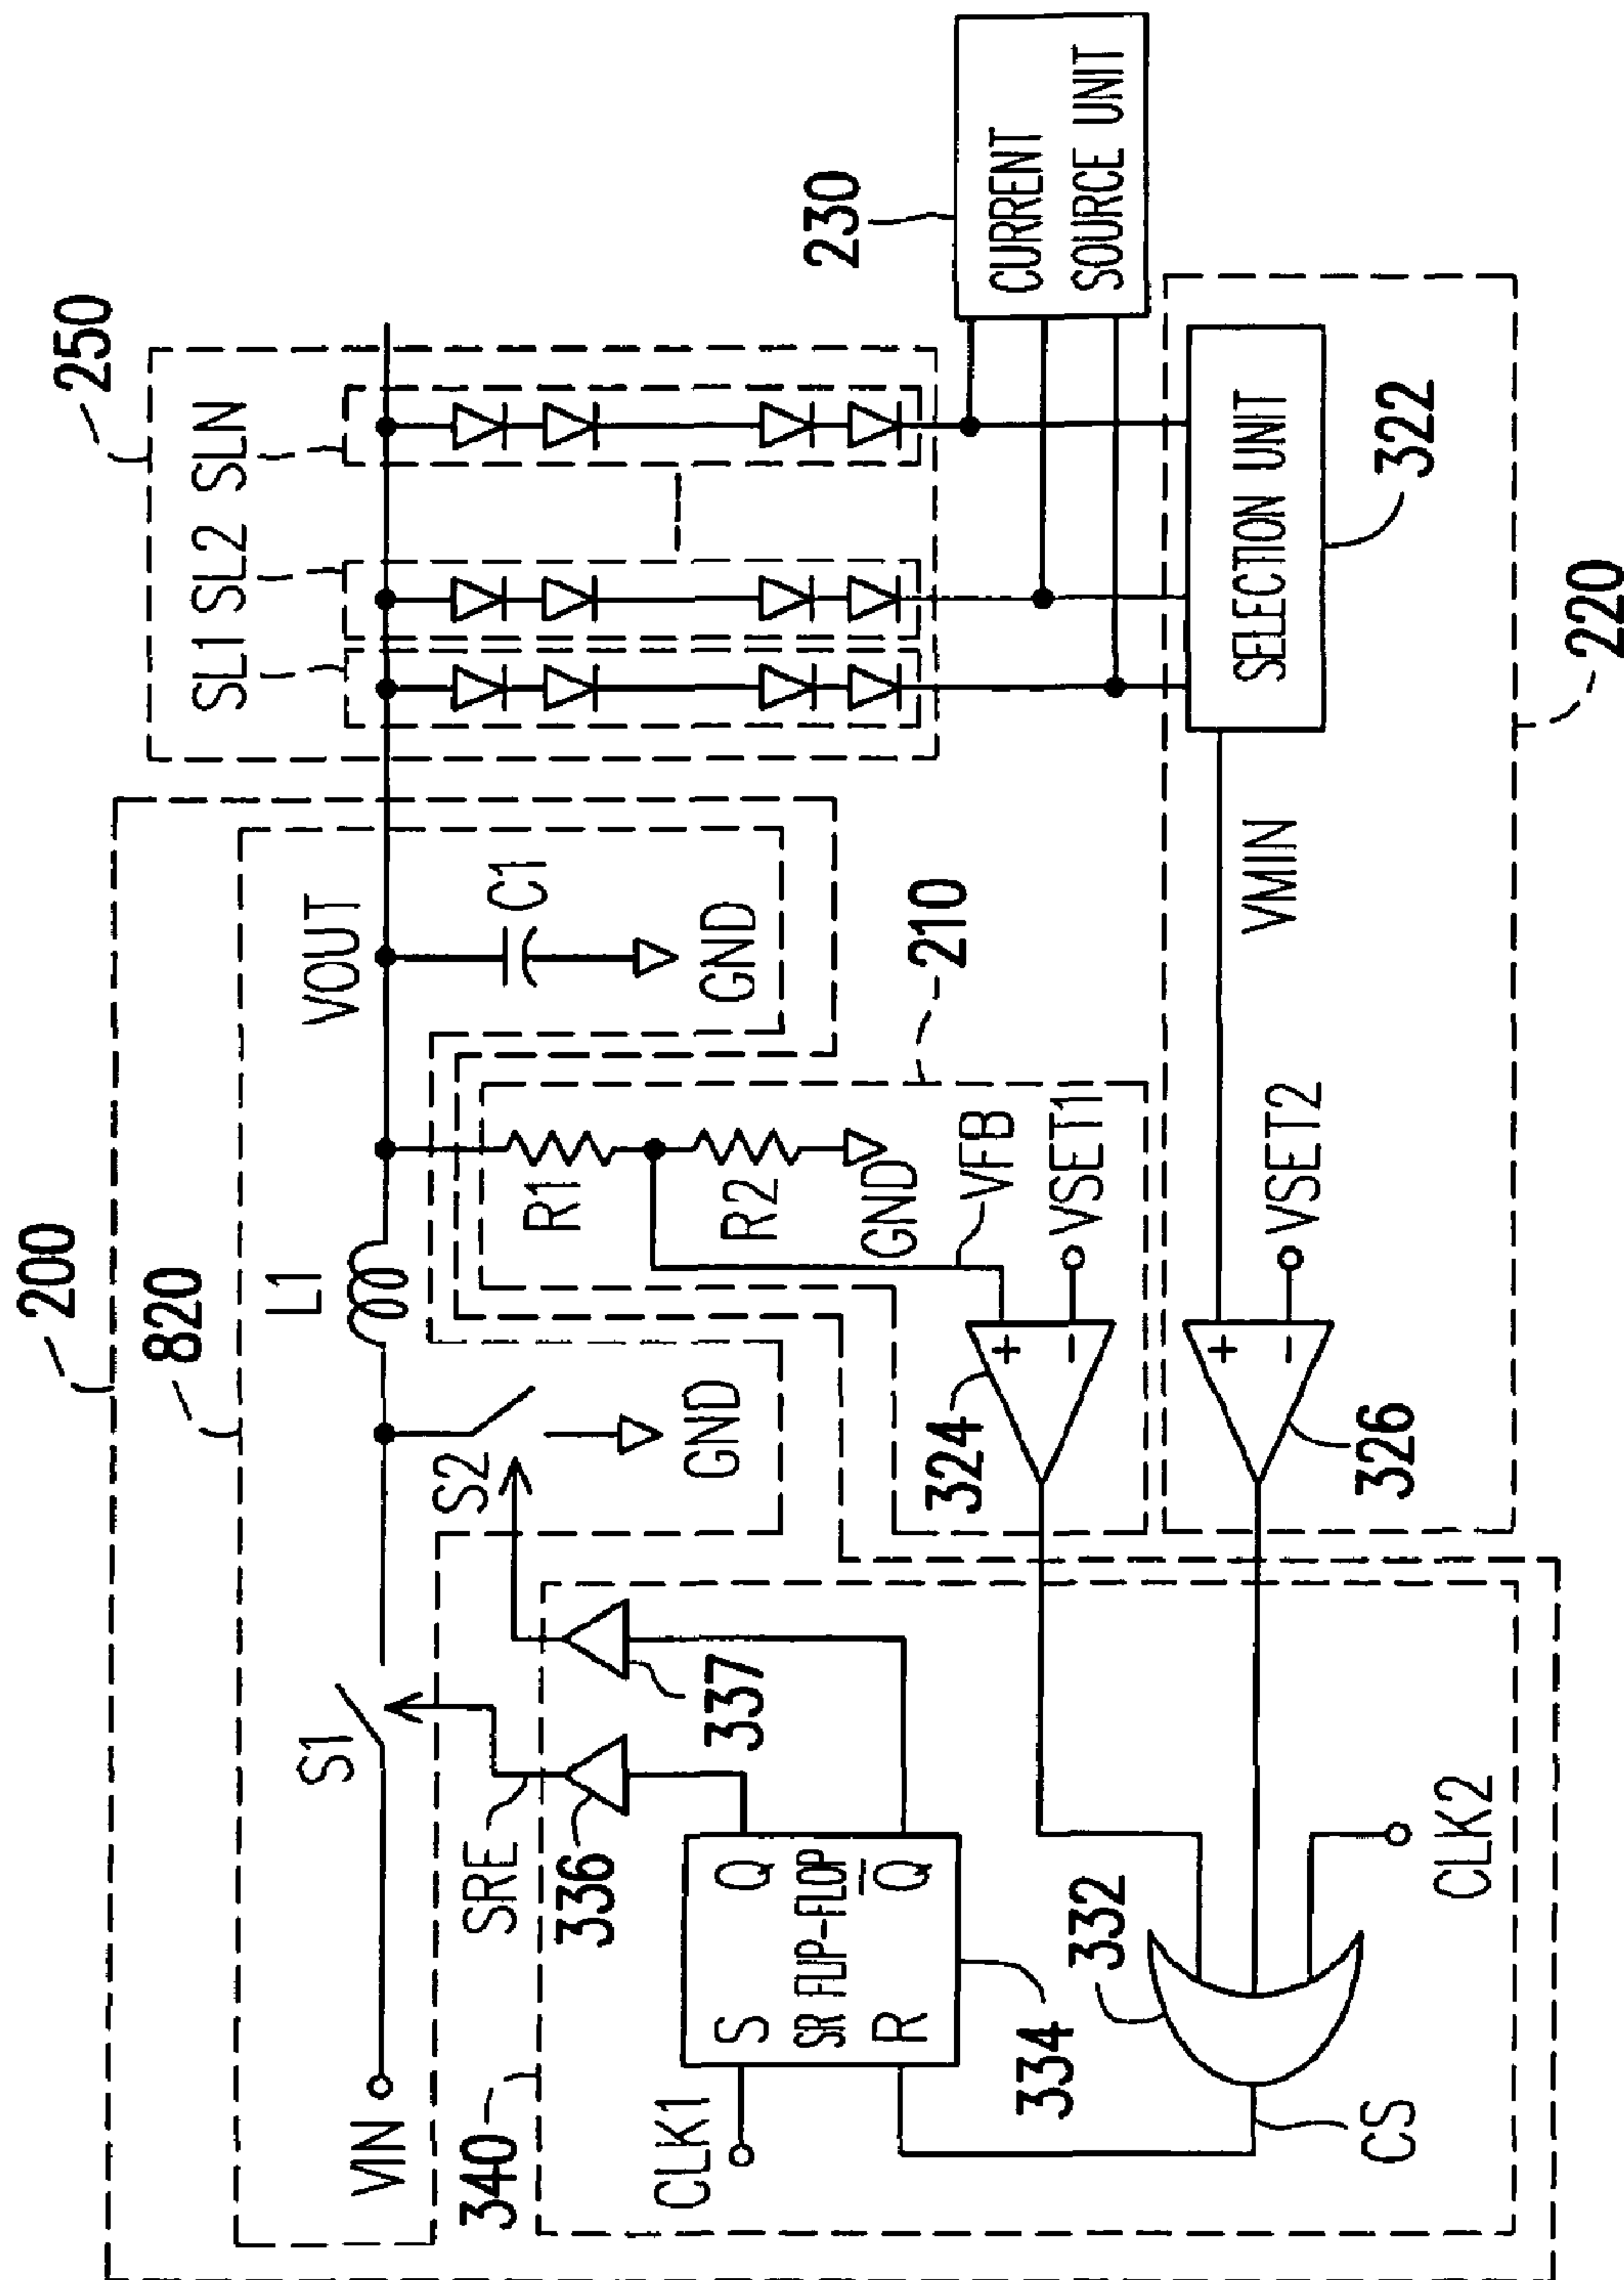 200
820
VIN
S1
L1
VOUT
SL1
SL2
SLN
250
S2
GND
C1
GND
R1
R2
GND
210
VFB
VSET1
324
230
CURRENT
SOURCE UNIT
340
SRE
336
337
CLK1
S
Q
SR FLIP-FLOP
R
Q
334
332
CS
CLK2
326
VSET2
VMIN
SELECTION UNIT
322
220
+
−
+
−